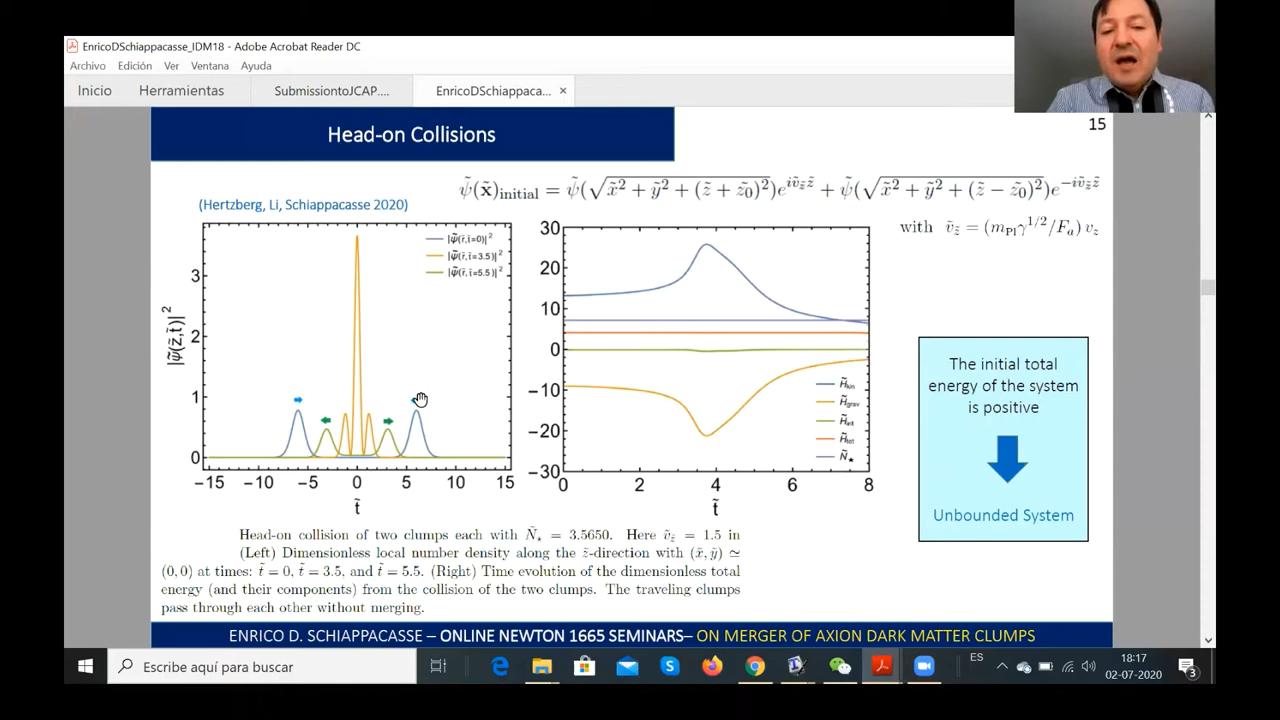 EnricoDSchiappacasse_IDM18 - Adobe Acrobat Reader DC
Archivo Edición Ver Ventana Ayuda
Inicio Herramientas SubmissiontoJCAP.... EnricoDSchiappaca... ×
Head-on Collisions
15
ψ̃(x̃)initial = ψ̃(√x̃² + ỹ² + (z̃ + z̃₀)²)e^{iṽ_z̃ z̃} + ψ̃(√x̃² + ỹ² + (z̃ − z̃₀)²)e^{−iṽ_z̃ z̃}
(Hertzberg, Li, Schiappacasse 2020)
with ṽ_z̃ = (m_Pl γ^{1/2}/F_a) v_z
|ψ̃(r̃,t̃=0)|²
|ψ̃(r̃,t̃=3.5)|²
|ψ̃(r̃,t̃=5.5)|²
|ψ̃(z̃,t̃)|²
3
2
1
0
−15 −10 −5 0 5 10 15
t̃
30
20
10
0
−10
−20
−30
H̃kin
H̃grav
H̃int
H̃tot
Ñ⋆
0 2 4 6 8
t̃
The initial total
energy of the system
is positive
Unbounded System
Head-on collision of two clumps each with Ñ⋆ = 3.5650. Here ṽ_z̃ = 1.5 in
(Left) Dimensionless local number density along the z̃-direction with (x̃, ỹ) ≃
(0, 0) at times: t̃ = 0, t̃ = 3.5, and t̃ = 5.5. (Right) Time evolution of the dimensionless total
energy (and their components) from the collision of the two clumps. The traveling clumps
pass through each other without merging.
ENRICO D. SCHIAPPACASSE – ONLINE NEWTON 1665 SEMINARS– ON MERGER OF AXION DARK MATTER CLUMPS
Escribe aquí para buscar
ES
18:17
02-07-2020
3